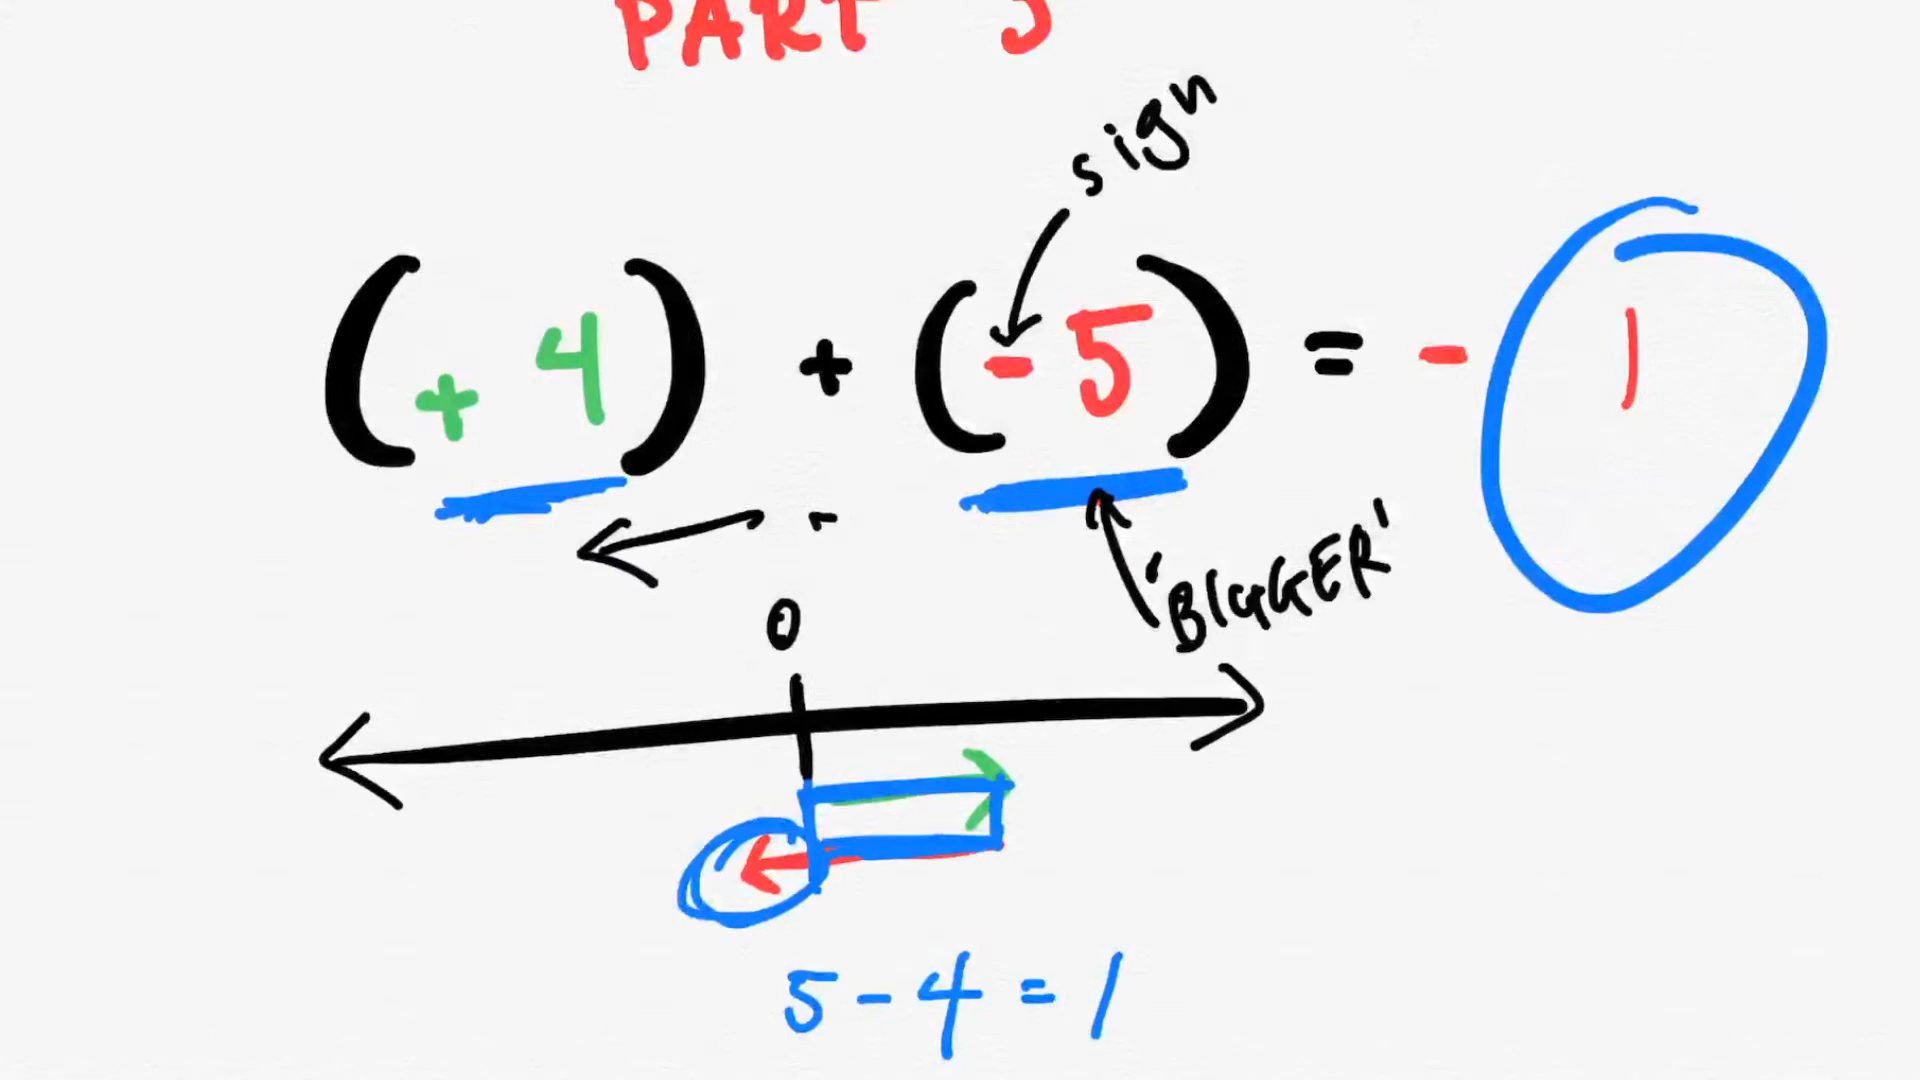 PART 3
sign
(+ 4) + (- 5) = - 1
-
'BIGGER'
0
5 - 4 = 1